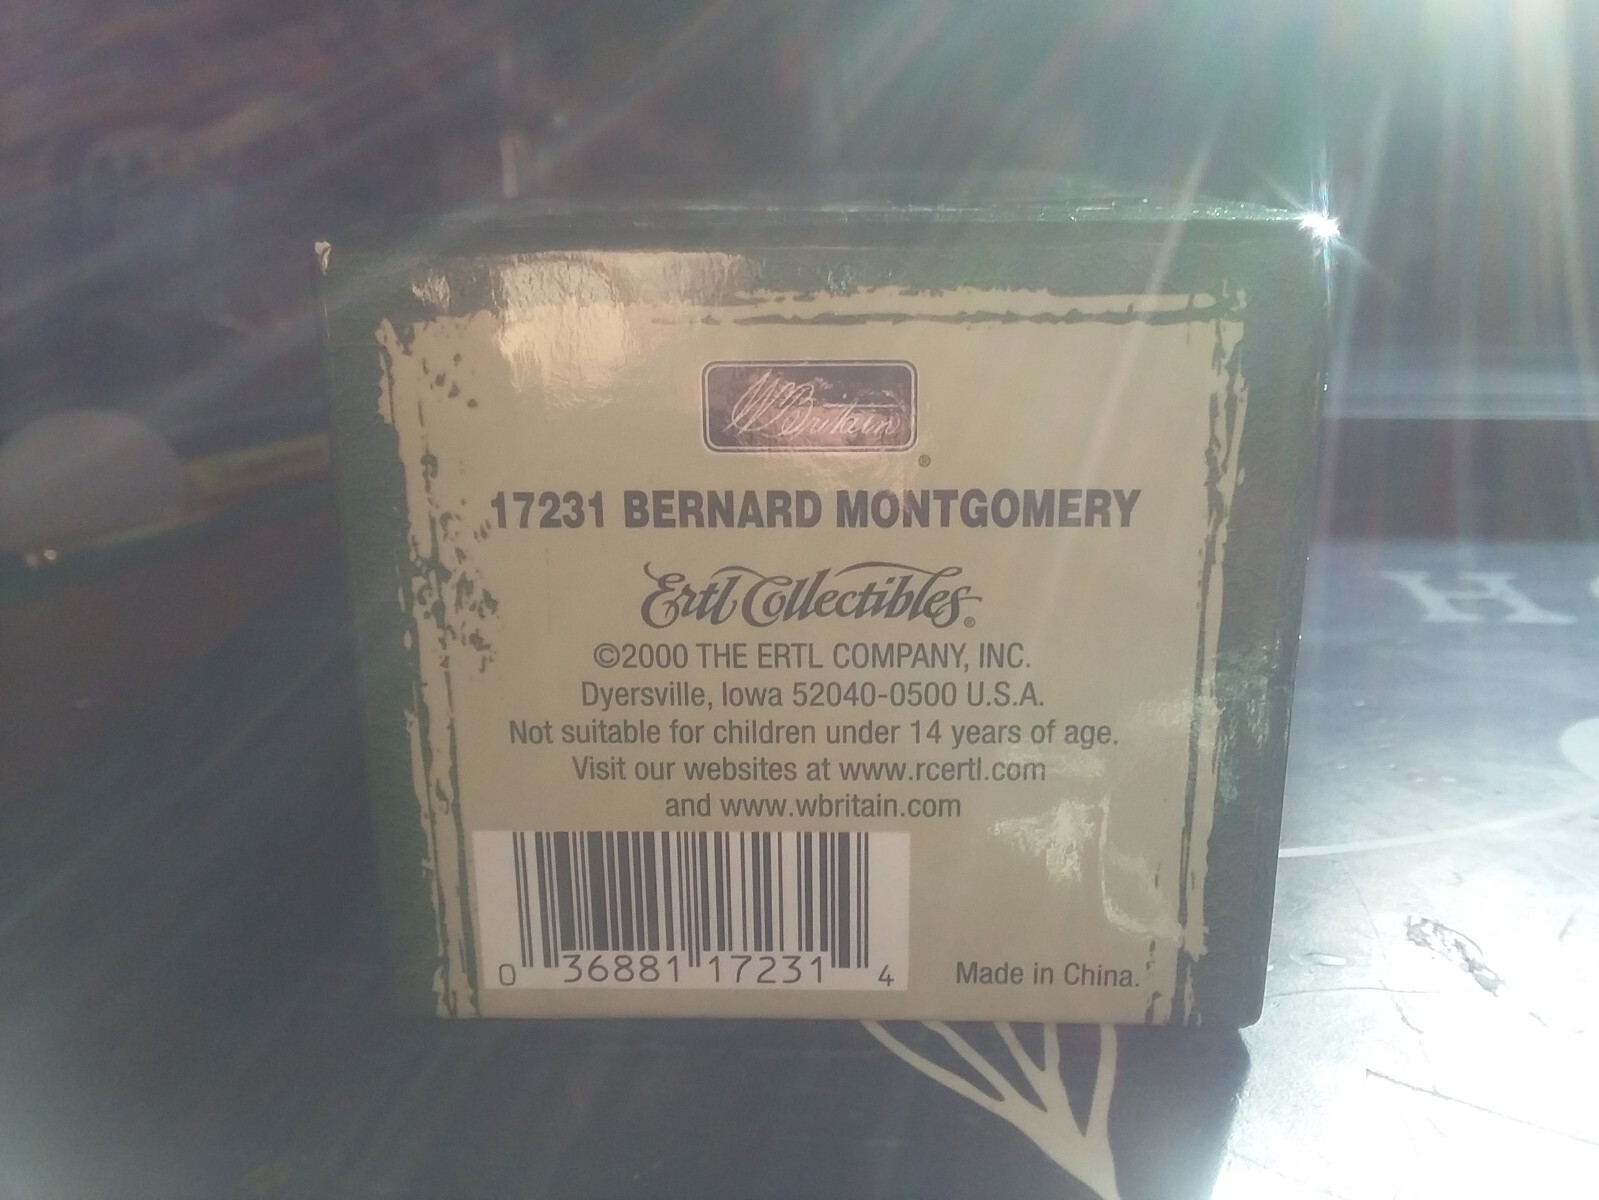 WBritain
®
17231 BERNARD MONTGOMERY
Ertl Collectibles®
©2000 THE ERTL COMPANY, INC.
Dyersville, Iowa 52040-0500 U.S.A.
Not suitable for children under 14 years of age.
Visit our websites at www.rcertl.com
and www.wbritain.com
0 36881 17231 4
Made in China.
H